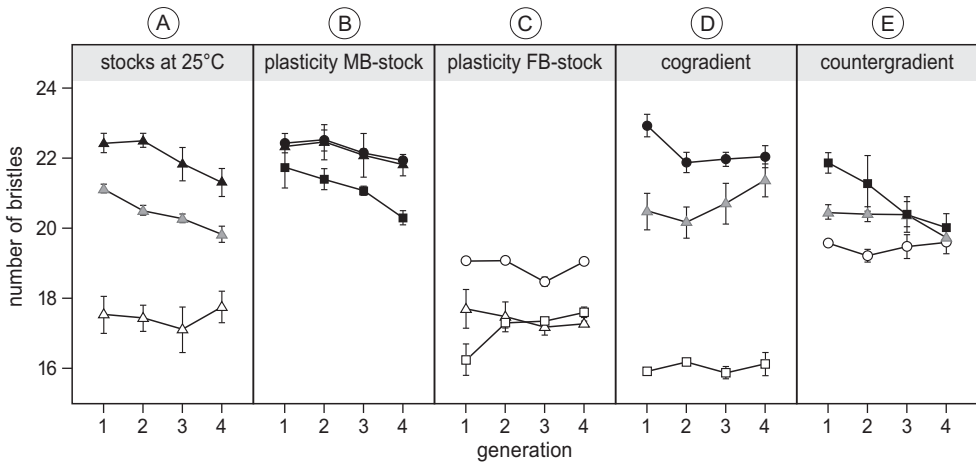 A B C D E
stocks at 25°C plasticity MB-stock plasticity FB-stock cogradient countergradient
24
22
20
18
16
number of bristles
1 2 3 4 1 2 3 4 1 2 3 4 1 2 3 4 1 2 3 4
generation